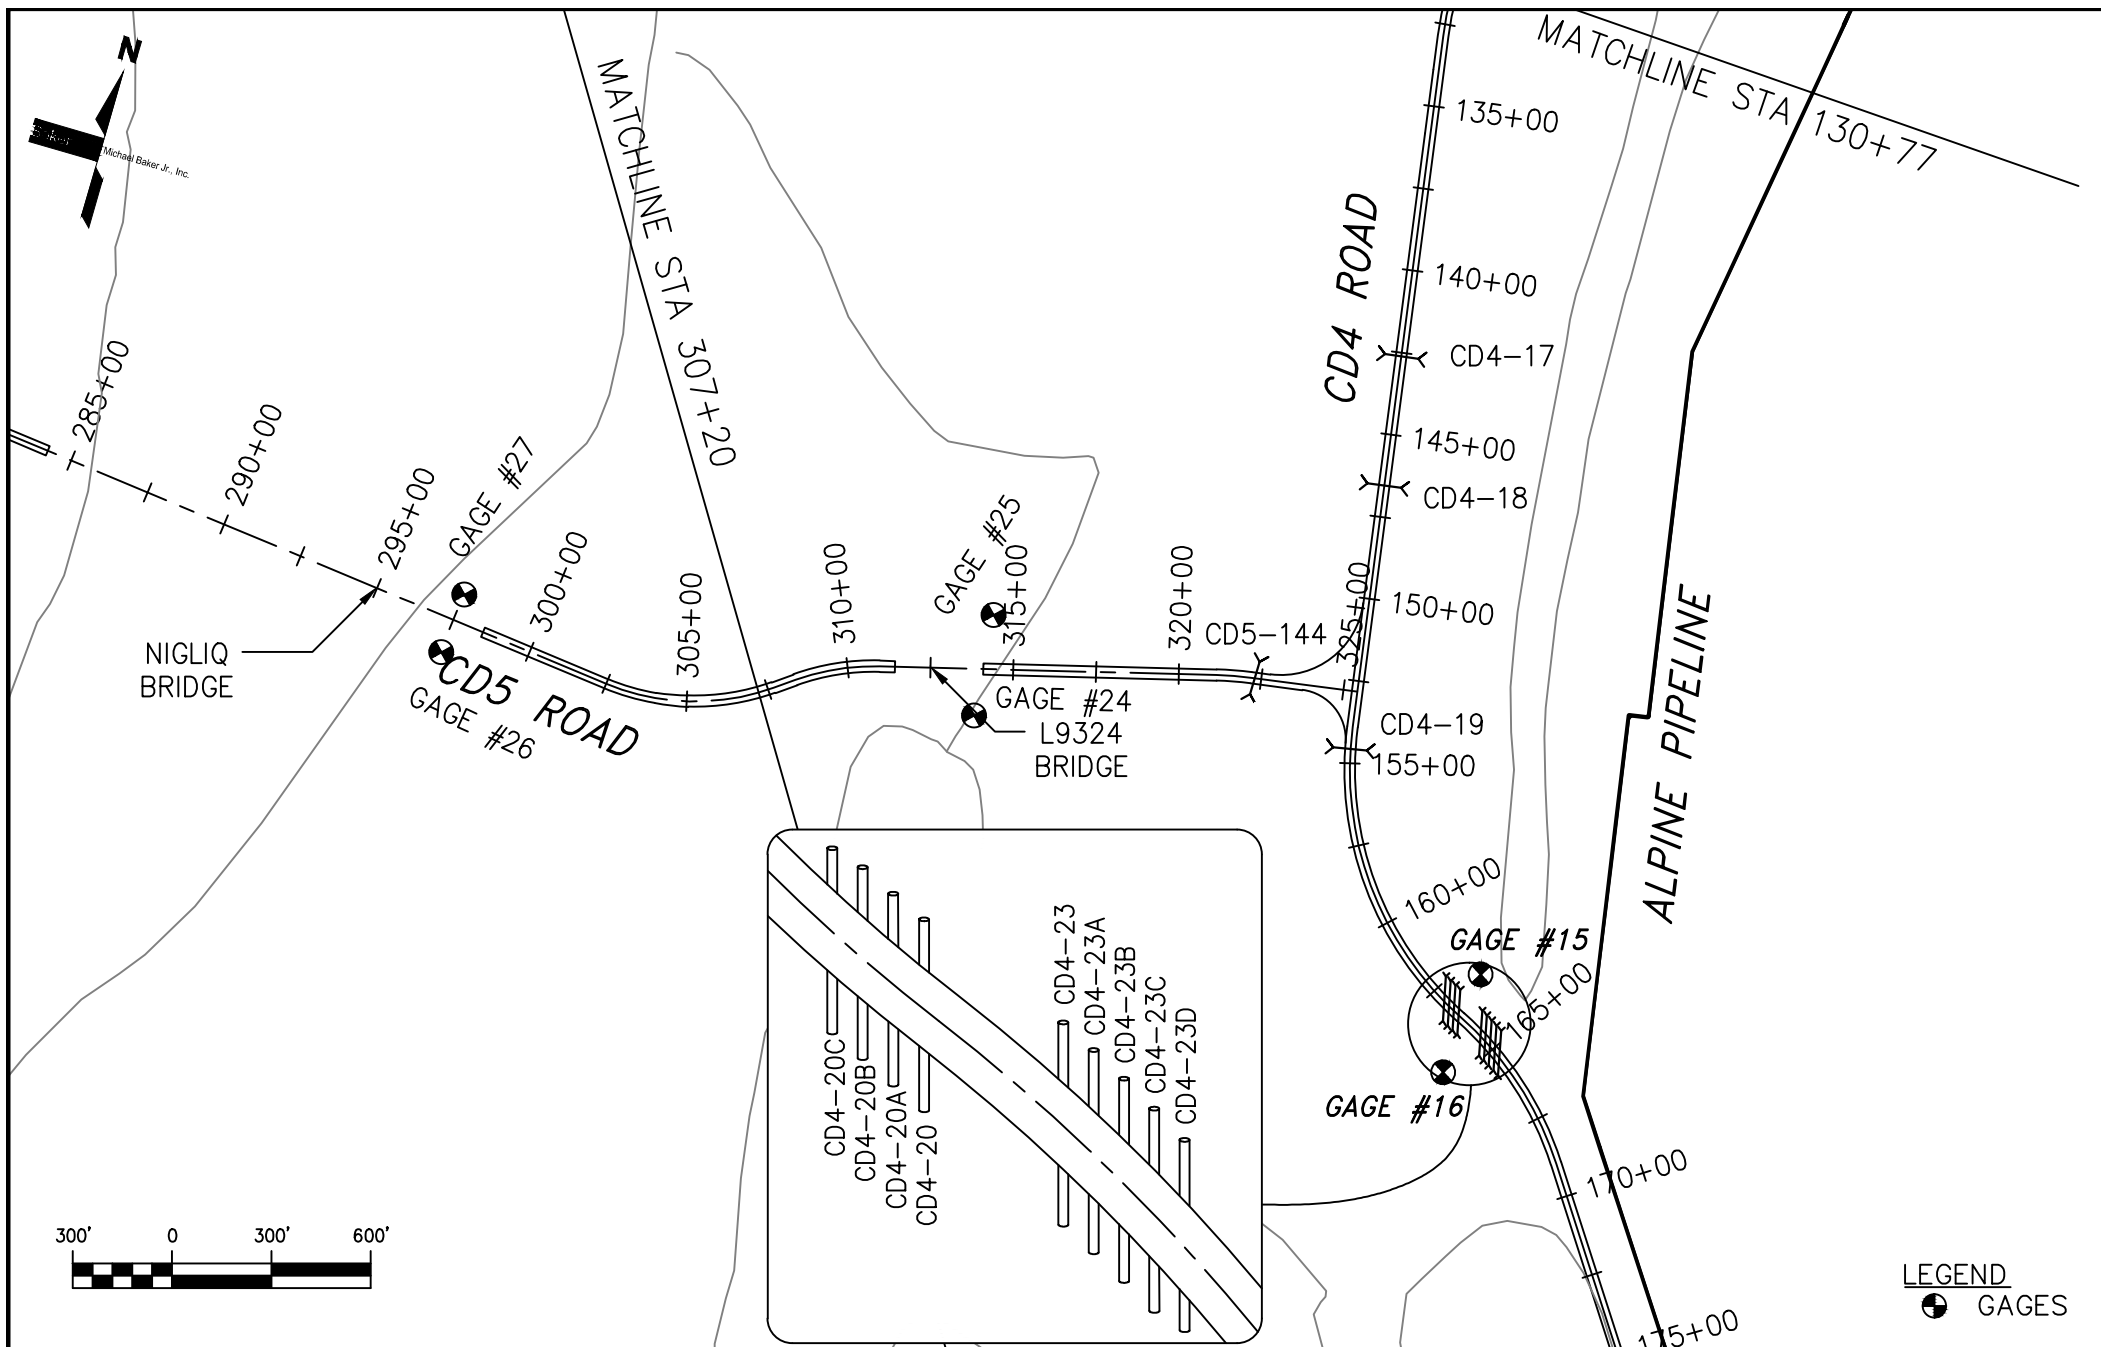 N
Baker
Michael Baker Jr., Inc.
MATCHLINE STA 307+20
MATCHLINE STA 130+77
135+00
CD4 ROAD
140+00
CD4-17
145+00
CD4-18
150+00
285+00
290+00
295+00
GAGE #27
300+00
305+00
310+00
GAGE #25
315+00
320+00
CD5-144
325+00
NIGLIQ
BRIDGE
CD5 ROAD
GAGE #26
GAGE #24
L9324
BRIDGE
CD4-19
155+00
ALPINE PIPELINE
160+00
GAGE #15
165+00
GAGE #16
170+00
175+00
CD4-20C
CD4-20B
CD4-20A
CD4-20
CD4-23
CD4-23A
CD4-23B
CD4-23C
CD4-23D
300' 0 300' 600'
LEGEND
GAGES